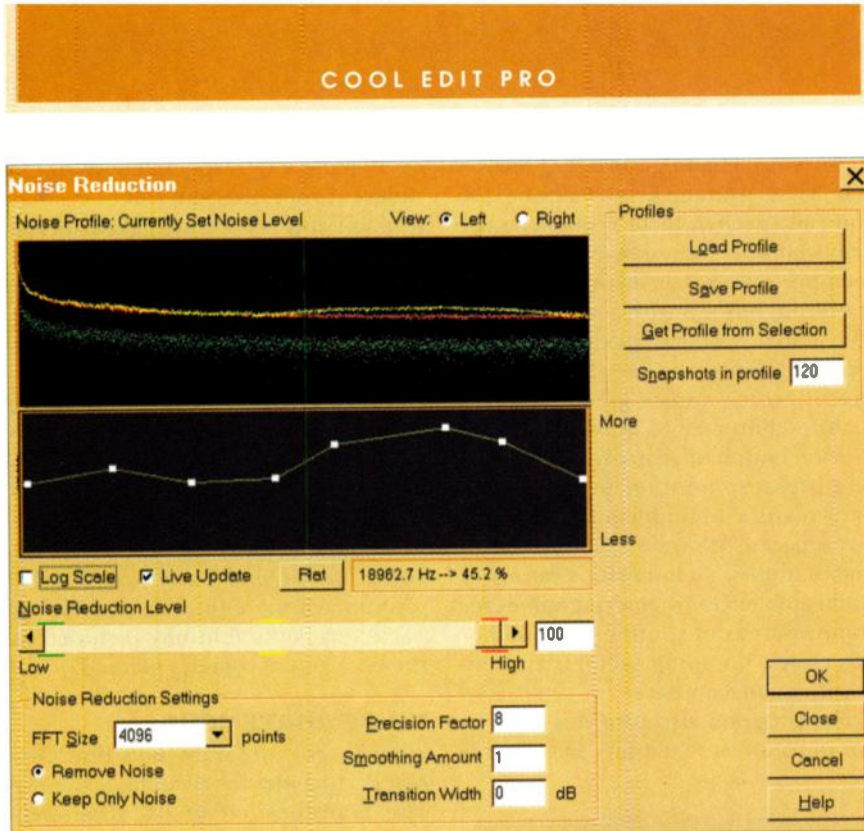 COOL EDIT PRO
Noise Reduction
Noise Profile: Currently Set Noise Level
View: Left Right
Profiles
Load Profile
Save Profile
Get Profile from Selection
Snapshots in profile 120
More
Less
Log Scale Live Update Flat 18962.7 Hz --> 45.2 %
Noise Reduction Level
100
Low High
Noise Reduction Settings
FFT Size 4096 points
Remove Noise
Keep Only Noise
Precision Factor 8
Smoothing Amount 1
Transition Width 0 dB
OK
Close
Cancel
Help